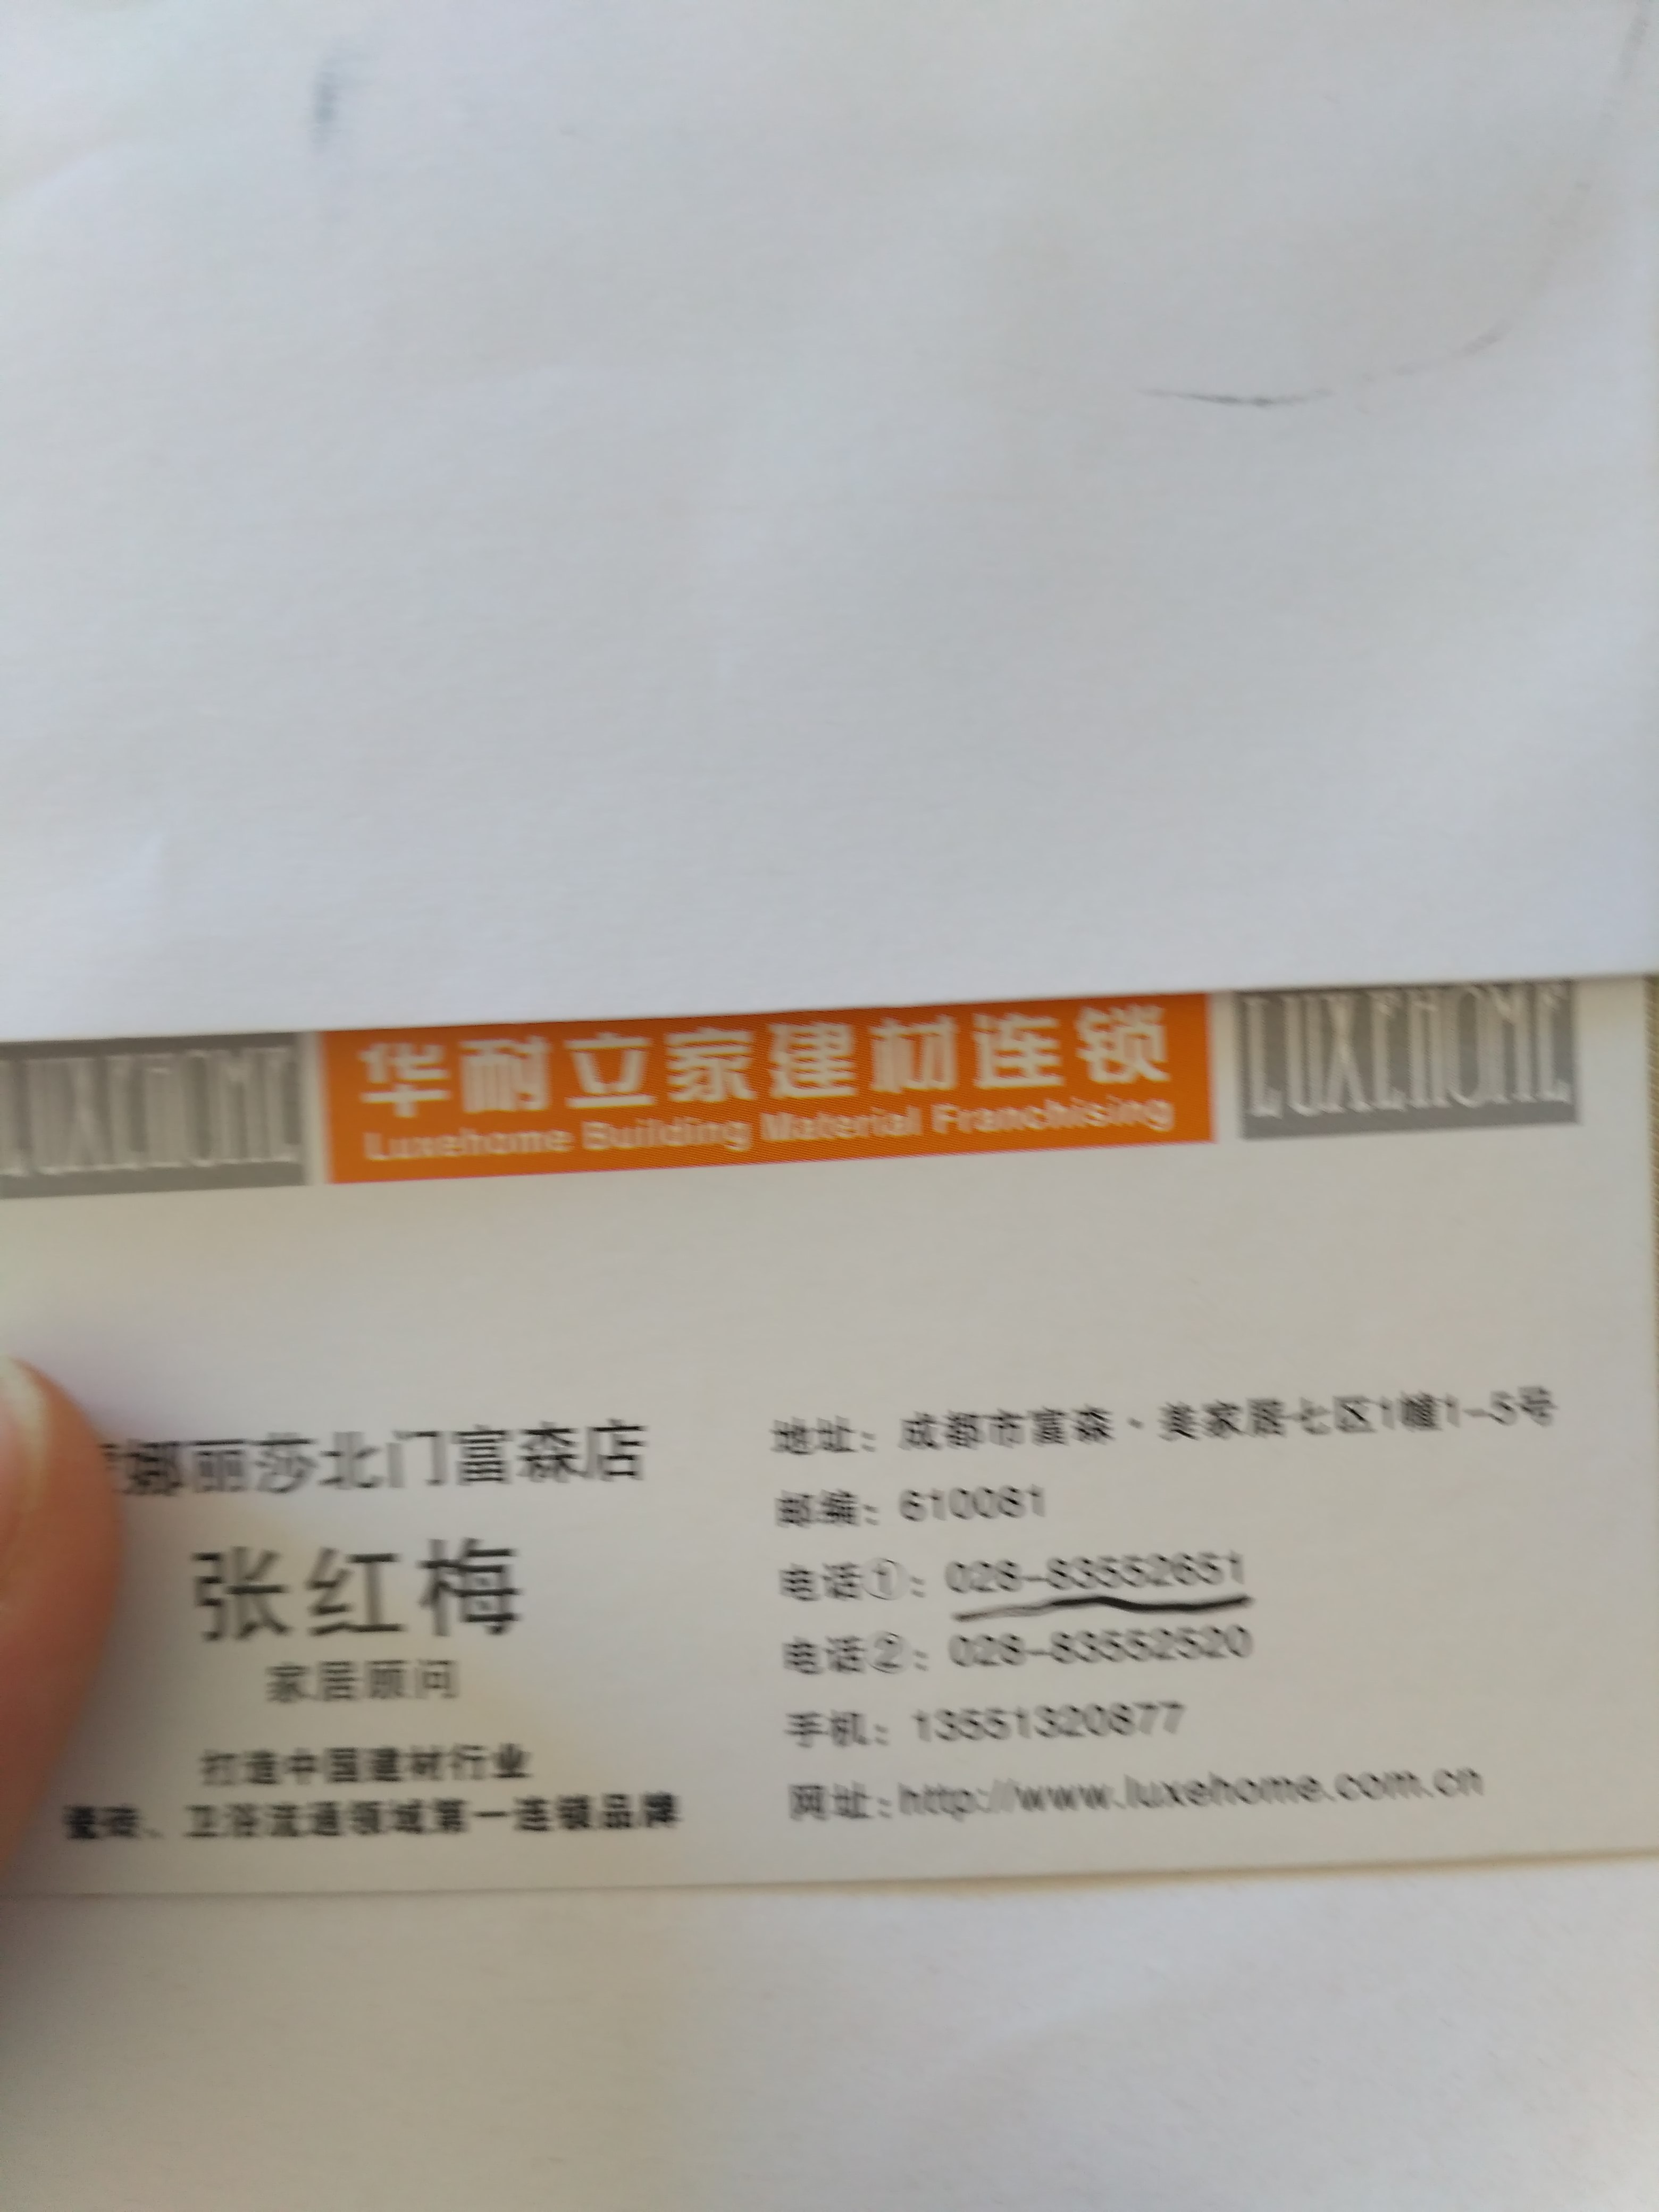 LUXEHOME
华耐立家建材连锁
Luxehome Building Material Franchising
LUXEHOME
娜丽莎北门富森店
张红梅
家居顾问
打造中国建材行业
瓷砖、卫浴流通领域第一连锁品牌
地址：成都市富森·美家居七区1幢1-5号
邮编：610081
电话①：028-83552651
电话②：028-83552520
手机：13551320877
网址：http://www.luxehome.com.cn